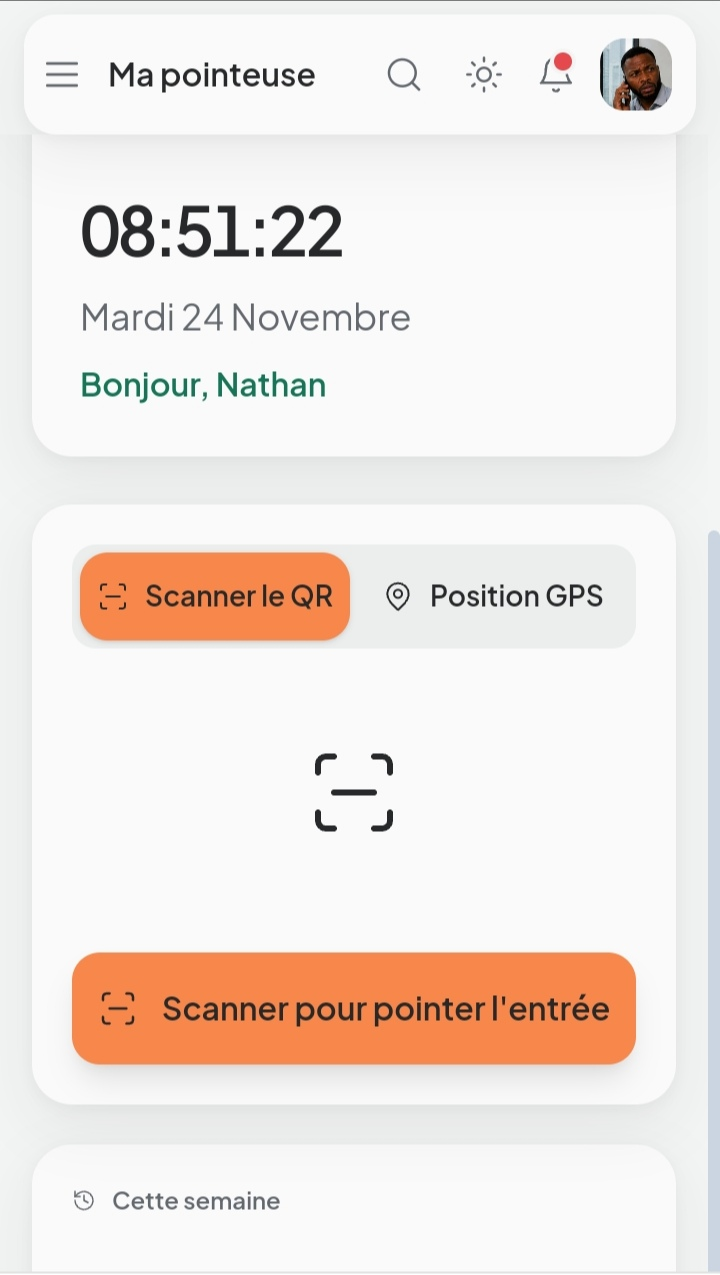 Ma pointeuse
08:51:22
Mardi 24 Novembre
Bonjour, Nathan
Scanner le QR
Position GPS
Scanner pour pointer l'entrée
Cette semaine